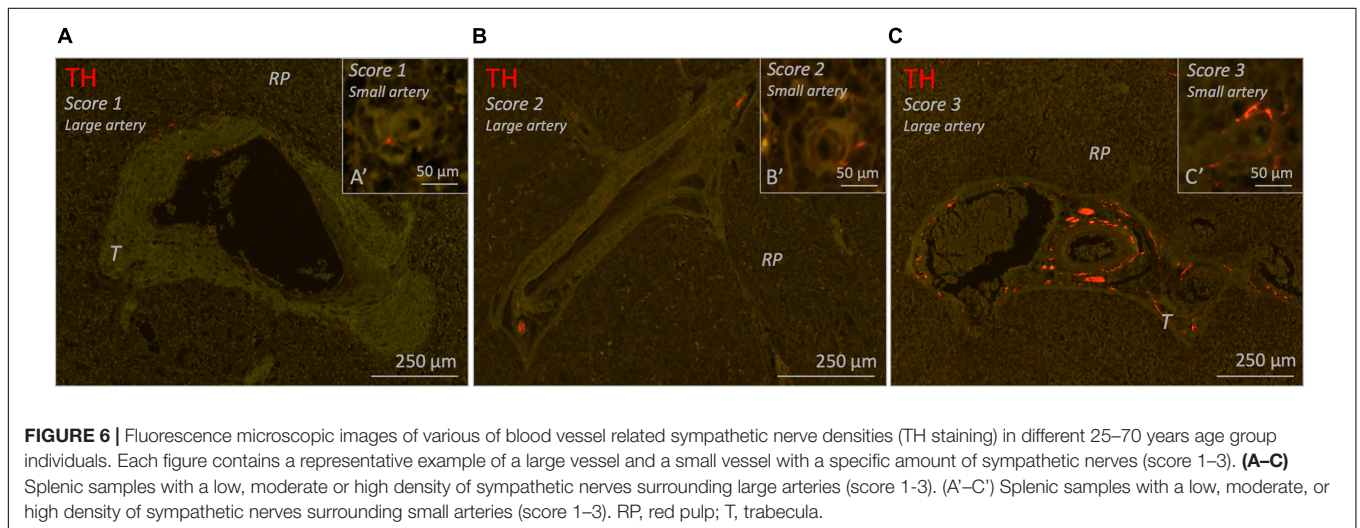 A
TH
Score 1
Large artery
RP
T
250 µm
Score 1
Small artery
A’
50 µm
B
TH
Score 2
Large artery
RP
250 µm
Score 2
Small artery
B’
50 µm
C
TH
Score 3
Large artery
RP
T
250 µm
Score 3
Small artery
C’
50 µm
FIGURE 6 | Fluorescence microscopic images of various of blood vessel related sympathetic nerve densities (TH staining) in different 25–70 years age group
individuals. Each figure contains a representative example of a large vessel and a small vessel with a specific amount of sympathetic nerves (score 1–3). (A–C)
Splenic samples with a low, moderate or high density of sympathetic nerves surrounding large arteries (score 1-3). (A’–C’) Splenic samples with a low, moderate, or
high density of sympathetic nerves surrounding small arteries (score 1–3). RP, red pulp; T, trabecula.